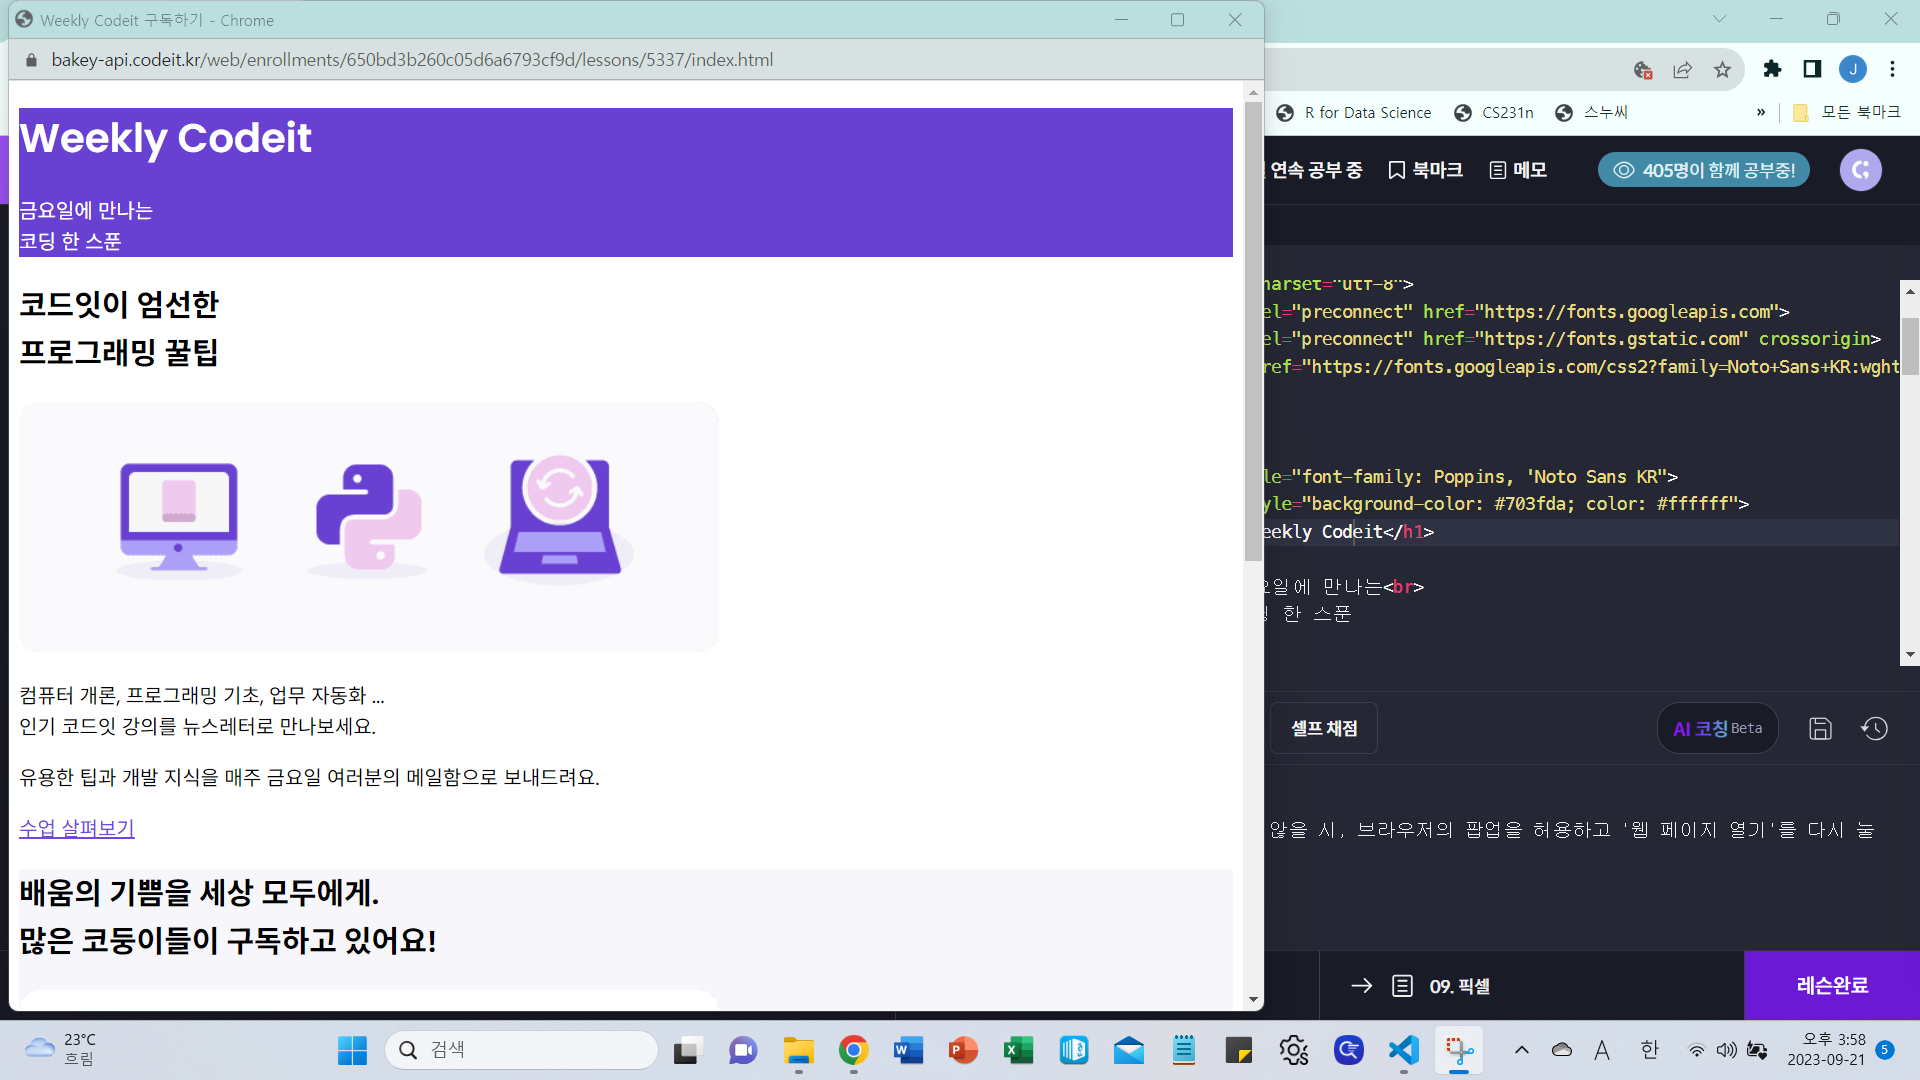 Weekly Codeit 구독하기 - Chrome
bakey-api.codeit.kr/web/enrollments/650bd3b260c05d6a6793cf9d/lessons/5337/index.html
Weekly Codeit
금요일에 만나는
코딩 한 스푼
코드잇이 엄선한
프로그래밍 꿀팁
컴퓨터 개론, 프로그래밍 기초, 업무 자동화 ...
인기 코드잇 강의를 뉴스레터로 만나보세요.
유용한 팁과 개발 지식을 매주 금요일 여러분의 메일함으로 보내드려요.
수업 살펴보기
배움의 기쁨을 세상 모두에게.
많은 코둥이들이 구독하고 있어요!
J
R for Data Science
CS231n
스누씨
»
모든 북마크
연속 공부 중
북마크
메모
405명이 함께 공부중!
harset="utf-8">
el="preconnect" href="https://fonts.googleapis.com">
el="preconnect" href="https://fonts.gstatic.com" crossorigin>
ref="https://fonts.googleapis.com/css2?family=Noto+Sans+KR:wght
le="font-family: Poppins, 'Noto Sans KR">
yle="background-color: #703fda; color: #ffffff">
eekly Codeit</h1>
요일에 만나는<br>
한 스푼
셀프 채점
AI 코칭 Beta
않을 시, 브라우저의 팝업을 허용하고 '웹 페이지 열기'를 다시 눌
09. 픽셀
레슨완료
23°C
흐림
검색
A
한
오후 3:58
2023-09-21
5